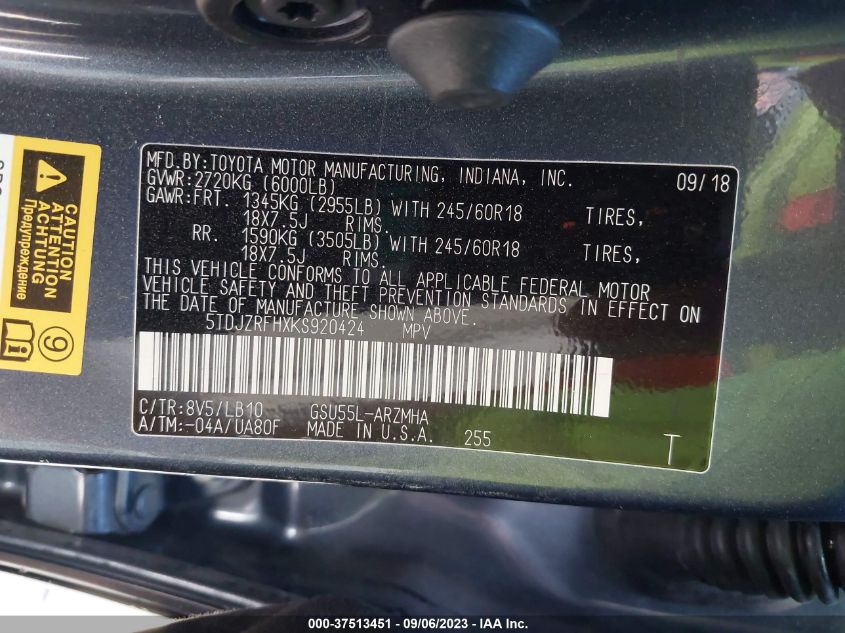 MFD.BY:TOYOTA MOTOR MANUFACTURING, INDIANA, INC. 09/18
GVWR:2720KG (6000LB)
GAWR:FRT. 1345KG (2955LB) WITH 245/60R18 TIRES,
18X7.5J RIMS.
RR. 1590KG (3505LB) WITH 245/60R18 TIRES,
18X7.5J RIMS.
THIS VEHICLE CONFORMS TO ALL APPLICABLE FEDERAL MOTOR
VEHICLE SAFETY AND THEFT PREVENTION STANDARDS IN EFFECT ON
THE DATE OF MANUFACTURE SHOWN ABOVE.
5TDJZRFHXKS920424 MPV
C/TR:8V5/LB10 GSU55L-ARZMHA
A/TM:-04A/UA80F MADE IN U.S.A. 255 T
CAUTION
ATTENTION
ACHTUNG
Предупреждение
9
000-37513451 - 09/06/2023 - IAA Inc.